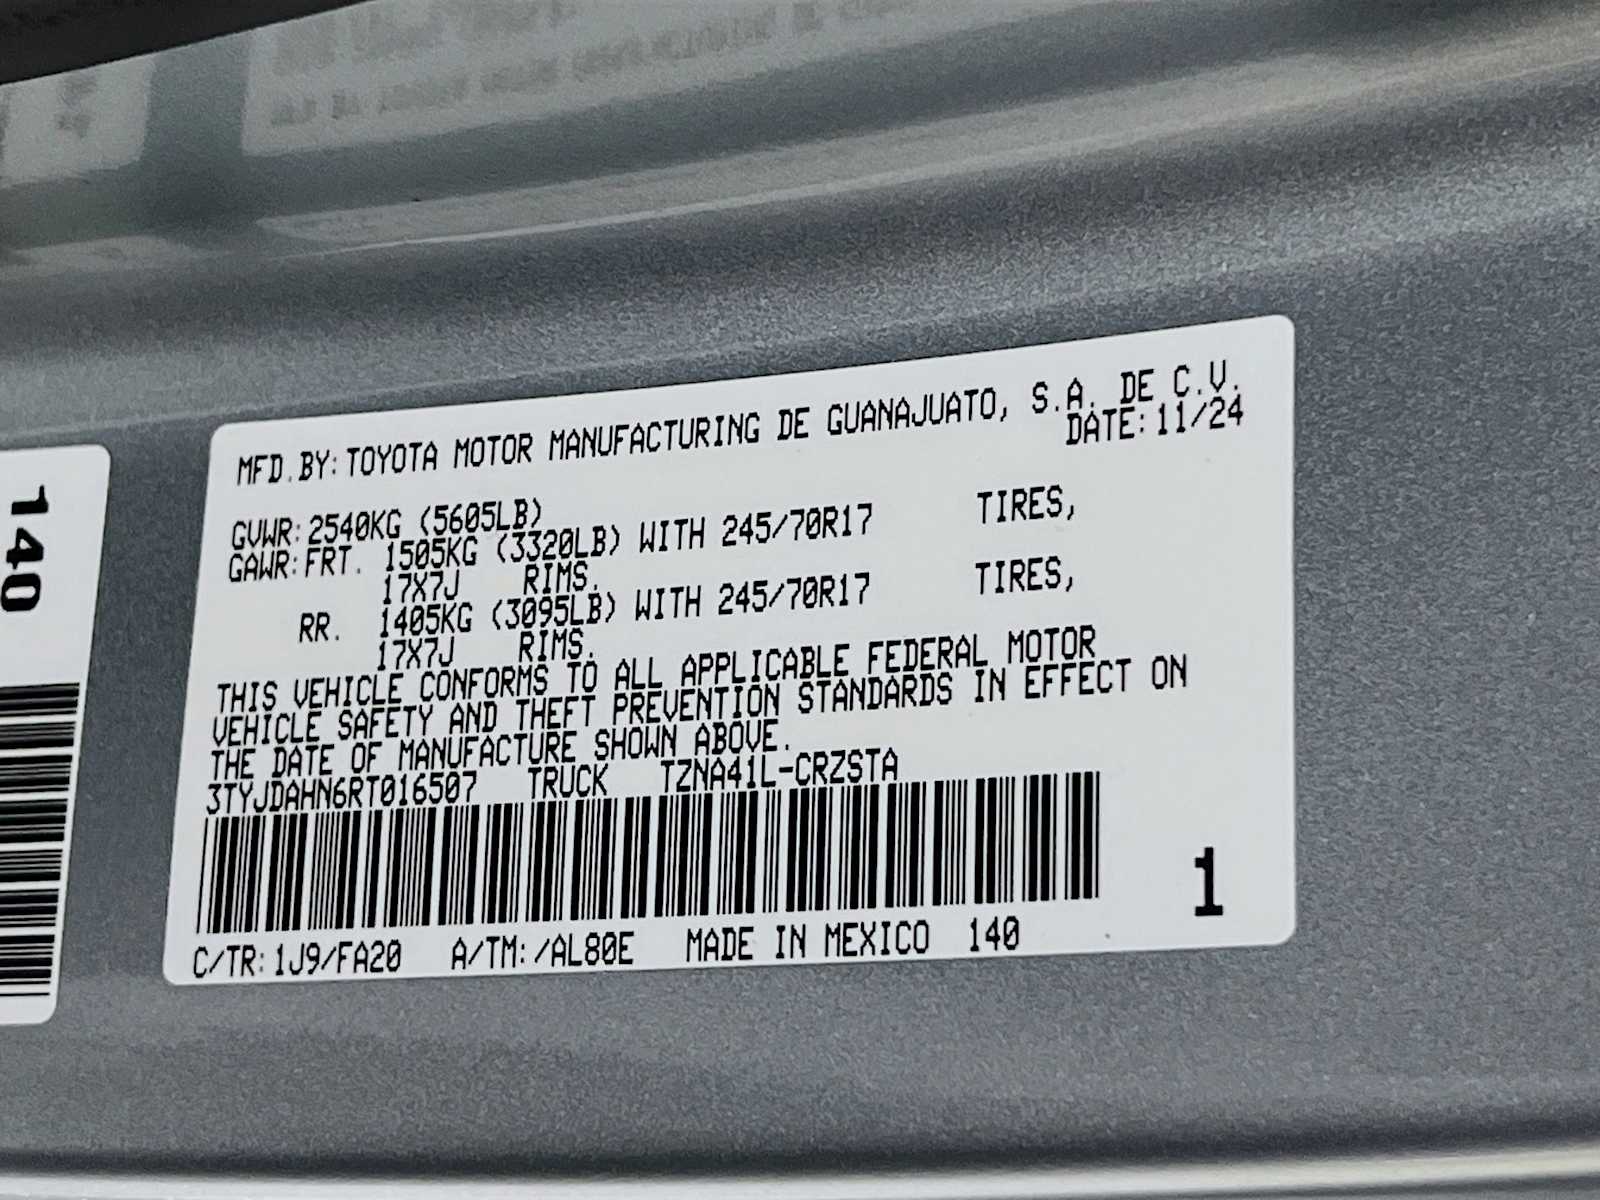 MFD.BY:TOYOTA MOTOR MANUFACTURING DE GUANAJUATO, S.A. DE C.V.
DATE:11/24
GVWR:2540KG (5605LB)
GAWR:FRT. 1505KG (3320LB) WITH 245/70R17 TIRES,
17X7J RIMS.
RR. 1405KG (3095LB) WITH 245/70R17 TIRES,
17X7J RIMS.
THIS VEHICLE CONFORMS TO ALL APPLICABLE FEDERAL MOTOR
VEHICLE SAFETY AND THEFT PREVENTION STANDARDS IN EFFECT ON
THE DATE OF MANUFACTURE SHOWN ABOVE.
3TYJDAHN6RT016507 TRUCK TZNA41L-CRZSTA
1
C/TR:1J9/FA20 A/TM:/AL80E MADE IN MEXICO 140
140